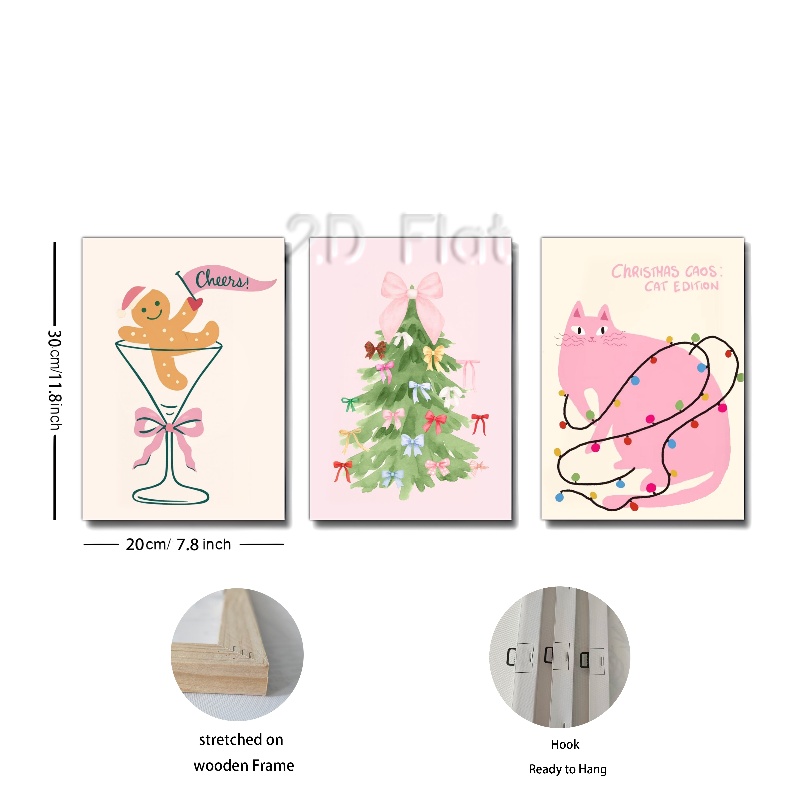 2D Flat
Cheers!
CHRISTMAS CAOS:
CAT EDITION
30cm/11.8inch
20cm/ 7.8 inch
stretched on
wooden Frame
Hook
Ready to Hang